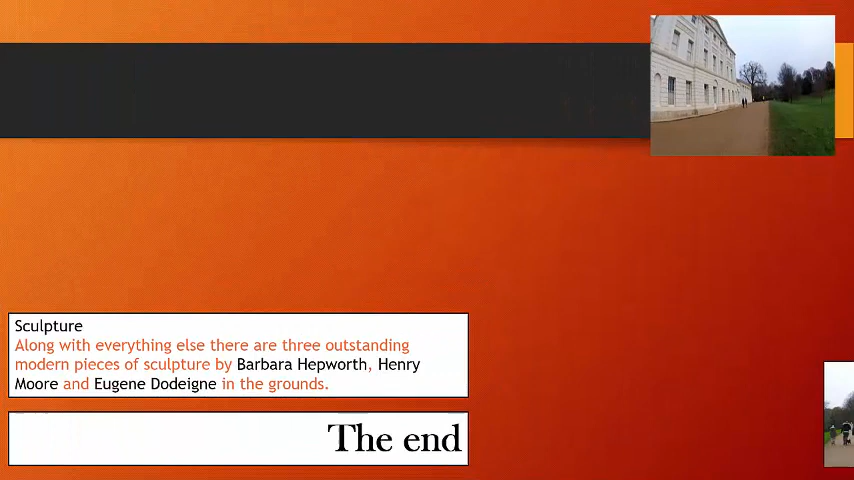 Sculpture
Along with everything else there are three outstanding
modern pieces of sculpture by Barbara Hepworth, Henry
Moore and Eugene Dodeigne in the grounds.
The end